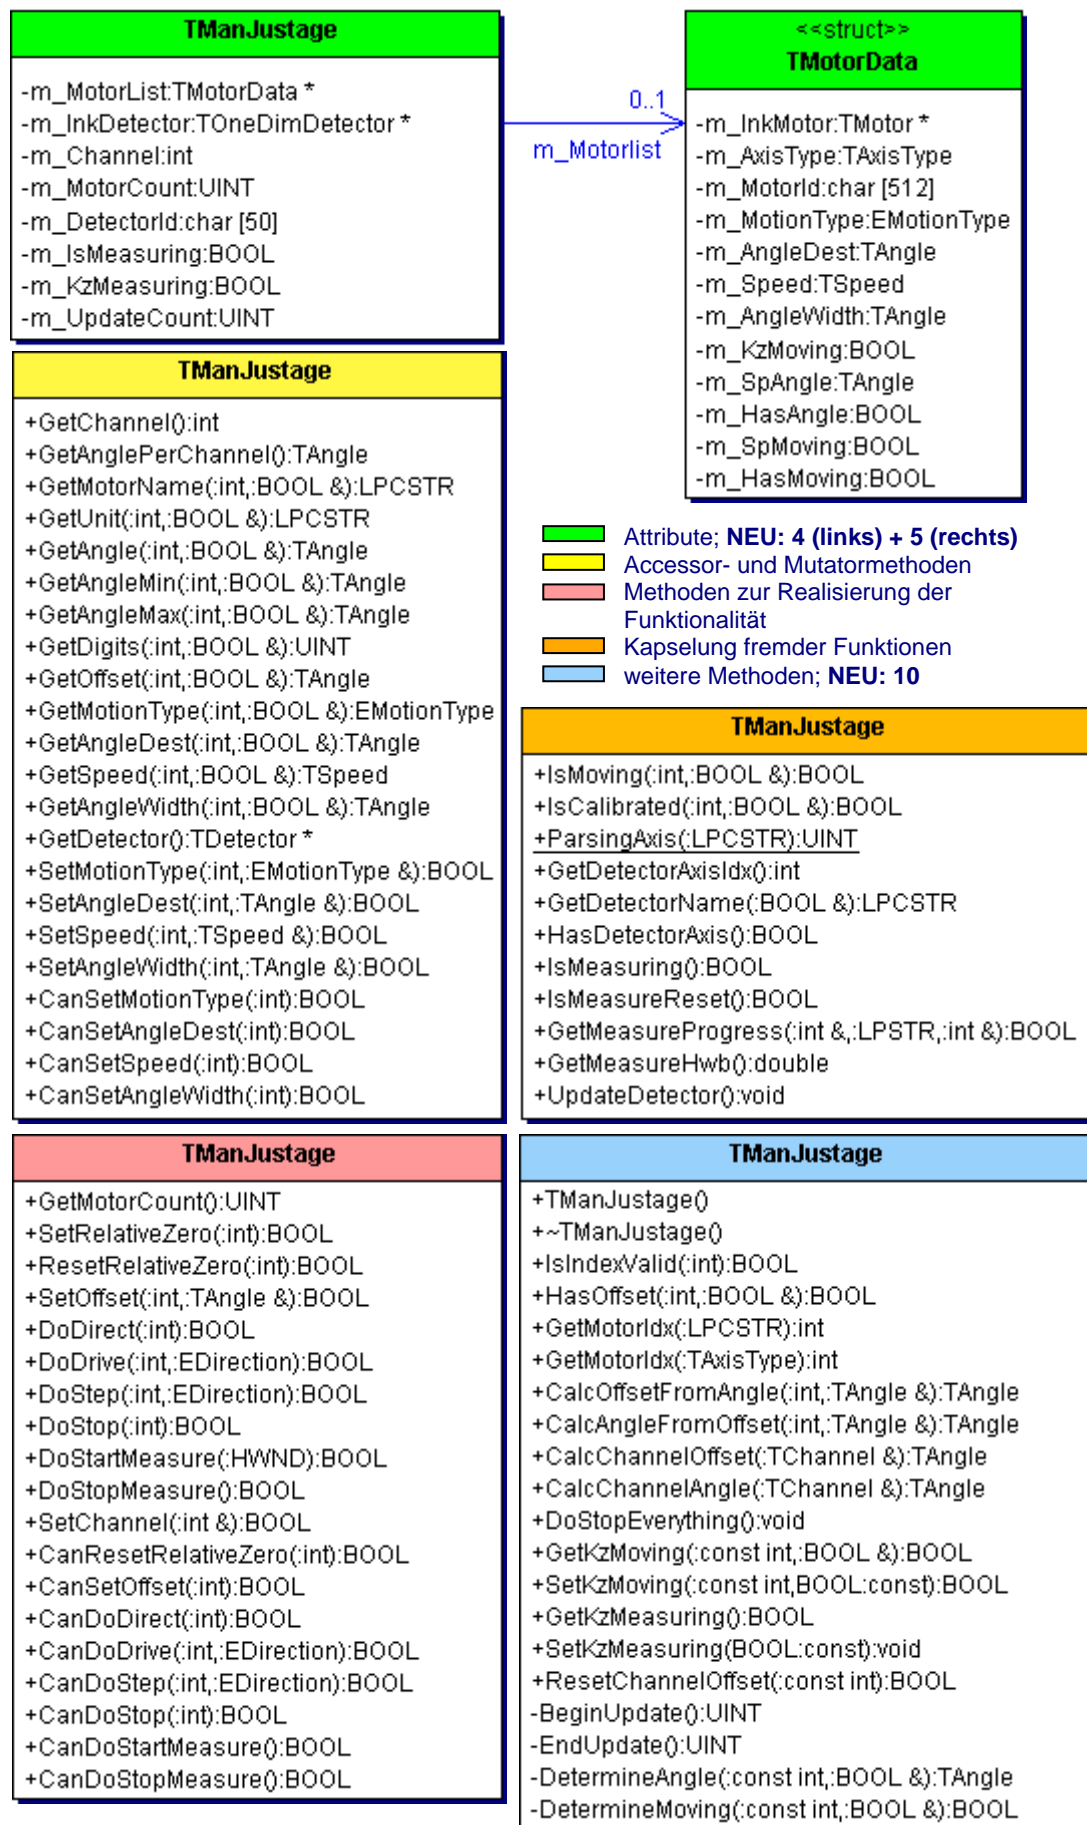 TManJustage
-m_MotorList:TMotorData *
-m_InkDetector:TOneDimDetector *
-m_Channel:int
-m_MotorCount:UINT
-m_DetectorId:char [50]
-m_IsMeasuring:BOOL
-m_KzMeasuring:BOOL
-m_UpdateCount:UINT
0..1
m_Motorlist
<<struct>>
TMotorData
-m_InkMotor:TMotor *
-m_AxisType:TAxisType
-m_MotorId:char [512]
-m_MotionType:EMotionType
-m_AngleDest:TAngle
-m_Speed:TSpeed
-m_AngleWidth:TAngle
-m_KzMoving:BOOL
-m_SpAngle:TAngle
-m_HasAngle:BOOL
-m_SpMoving:BOOL
-m_HasMoving:BOOL
TManJustage
+GetChannel():int
+GetAnglePerChannel():TAngle
+GetMotorName(:int,:BOOL &):LPCSTR
+GetUnit(:int,:BOOL &):LPCSTR
+GetAngle(:int,:BOOL &):TAngle
+GetAngleMin(:int,:BOOL &):TAngle
+GetAngleMax(:int,:BOOL &):TAngle
+GetDigits(:int,:BOOL &):UINT
+GetOffset(:int,:BOOL &):TAngle
+GetMotionType(:int,:BOOL &):EMotionType
+GetAngleDest(:int,:BOOL &):TAngle
+GetSpeed(:int,:BOOL &):TSpeed
+GetAngleWidth(:int,:BOOL &):TAngle
+GetDetector():TDetector *
+SetMotionType(:int,:EMotionType &):BOOL
+SetAngleDest(:int,:TAngle &):BOOL
+SetSpeed(:int,:TSpeed &):BOOL
+SetAngleWidth(:int,:TAngle &):BOOL
+CanSetMotionType(:int):BOOL
+CanSetAngleDest(:int):BOOL
+CanSetSpeed(:int):BOOL
+CanSetAngleWidth(:int):BOOL
Attribute; NEU: 4 (links) + 5 (rechts)
Accessor- und Mutatormethoden
Methoden zur Realisierung der
Funktionalität
Kapselung fremder Funktionen
weitere Methoden; NEU: 10
TManJustage
+IsMoving(:int,:BOOL &):BOOL
+IsCalibrated(:int,:BOOL &):BOOL
+ParsingAxis(:LPCSTR):UINT
+GetDetectorAxisIdx():int
+GetDetectorName(:BOOL &):LPCSTR
+HasDetectorAxis():BOOL
+IsMeasuring():BOOL
+IsMeasureReset():BOOL
+GetMeasureProgress(:int &,:LPSTR,:int &):BOOL
+GetMeasureHwb():double
+UpdateDetector():void
TManJustage
+GetMotorCount():UINT
+SetRelativeZero(:int):BOOL
+ResetRelativeZero(:int):BOOL
+SetOffset(:int,:TAngle &):BOOL
+DoDirect(:int):BOOL
+DoDrive(:int,:EDirection):BOOL
+DoStep(:int,:EDirection):BOOL
+DoStop(:int):BOOL
+DoStartMeasure(:HWND):BOOL
+DoStopMeasure():BOOL
+SetChannel(:int &):BOOL
+CanResetRelativeZero(:int):BOOL
+CanSetOffset(:int):BOOL
+CanDoDirect(:int):BOOL
+CanDoDrive(:int,:EDirection):BOOL
+CanDoStep(:int,:EDirection):BOOL
+CanDoStop(:int):BOOL
+CanDoStartMeasure():BOOL
+CanDoStopMeasure():BOOL
TManJustage
+TManJustage()
+~TManJustage()
+IsIndexValid(:int):BOOL
+HasOffset(:int,:BOOL &):BOOL
+GetMotorIdx(:LPCSTR):int
+GetMotorIdx(:TAxisType):int
+CalcOffsetFromAngle(:int,:TAngle &):TAngle
+CalcAngleFromOffset(:int,:TAngle &):TAngle
+CalcChannelOffset(:TChannel &):TAngle
+CalcChannelAngle(:TChannel &):TAngle
+DoStopEverything():void
+GetKzMoving(:const int,:BOOL &):BOOL
+SetKzMoving(:const int,BOOL:const):BOOL
+GetKzMeasuring():BOOL
+SetKzMeasuring(BOOL:const):void
+ResetChannelOffset(:const int):BOOL
-BeginUpdate():UINT
-EndUpdate():UINT
-DetermineAngle(:const int,:BOOL &):TAngle
-DetermineMoving(:const int,:BOOL &):BOOL